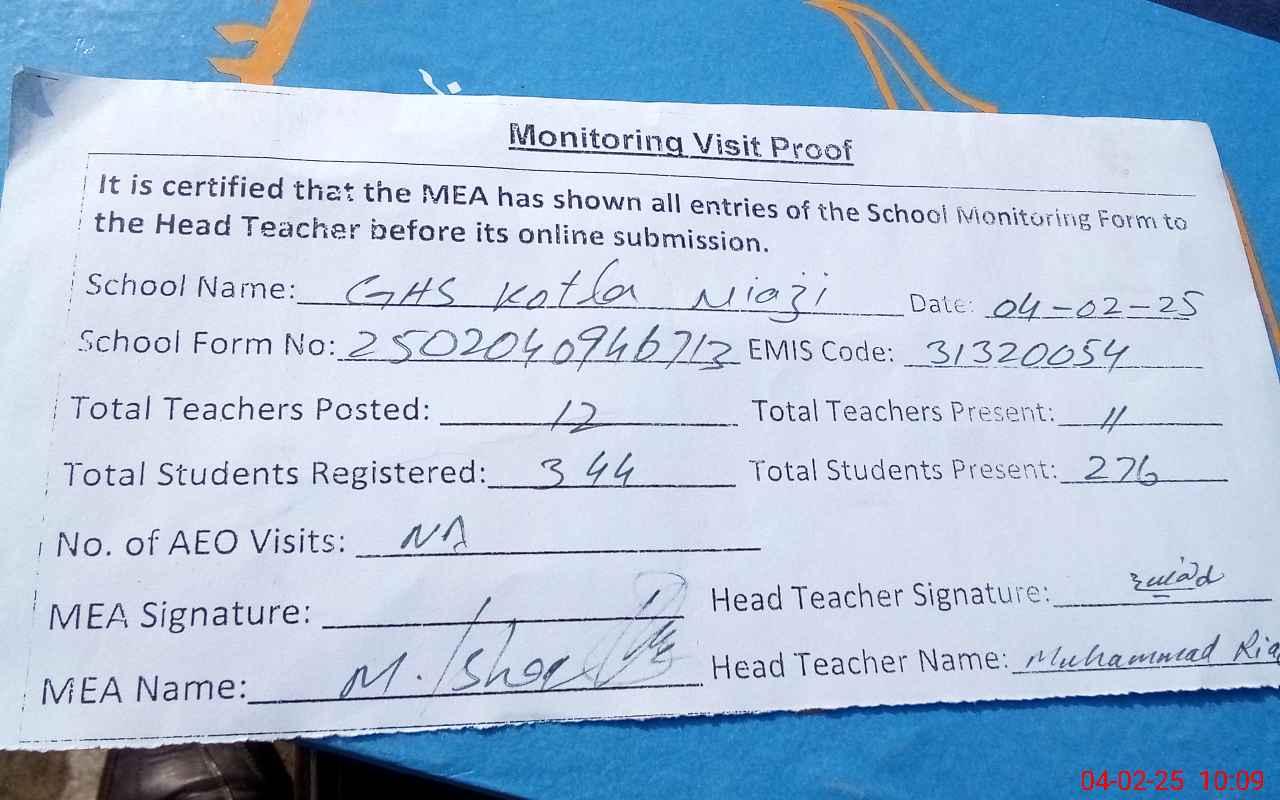 Monitoring Visit Proof
It is certified that the MEA has shown all entries of the School Monitoring Form to
the Head Teacher before its online submission.
School Name: GHS Kotla Niazi Date: 04-02-25
School Form No: 250204094671 EMIS Code: 31320054
Total Teachers Posted: 12 Total Teachers Present: 11
Total Students Registered: 344 Total Students Present: 276
No. of AEO Visits: NA
MEA Signature: Head Teacher Signature:
MEA Name: M. Head Teacher Name: Muhammad Ria
04-02-25 10:09